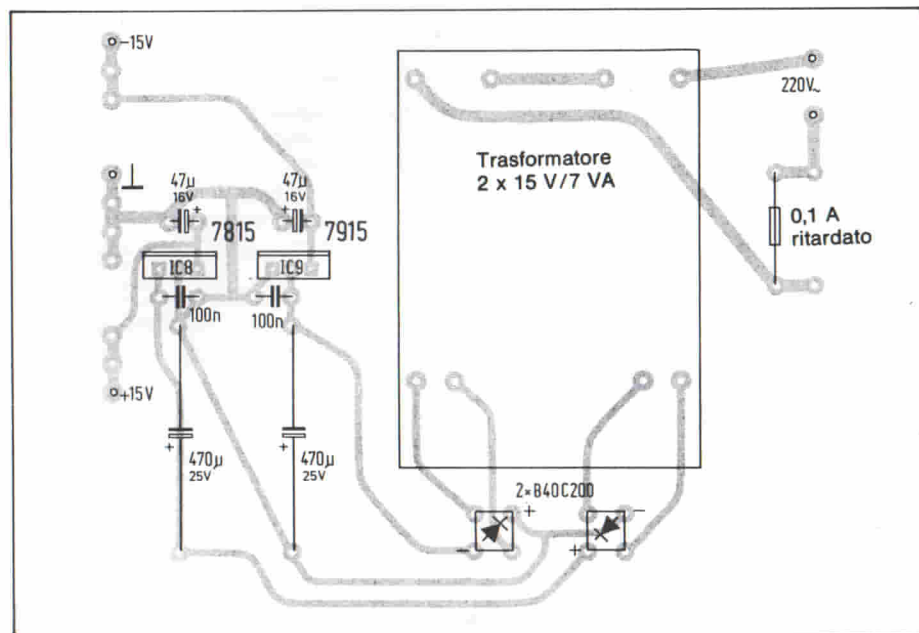 -15V
220V~
Trasformatore
2 x 15 V/7 VA
47µ
16V
+
47µ
16V
+
7815
7915
0,1 A
ritardato
IC8
IC9
100n
100n
+15V
+
470µ
25V
+
470µ
25V
2×B40C200
+
-
-
+